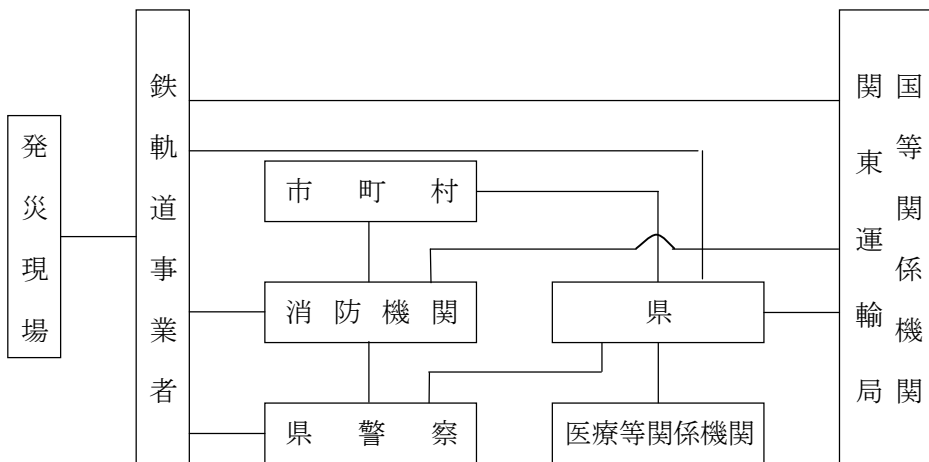 発災現場
鉄軌道事業者
市町村
消防機関
県警察
県
医療等関係機関
国等関係機関
関東運輸局